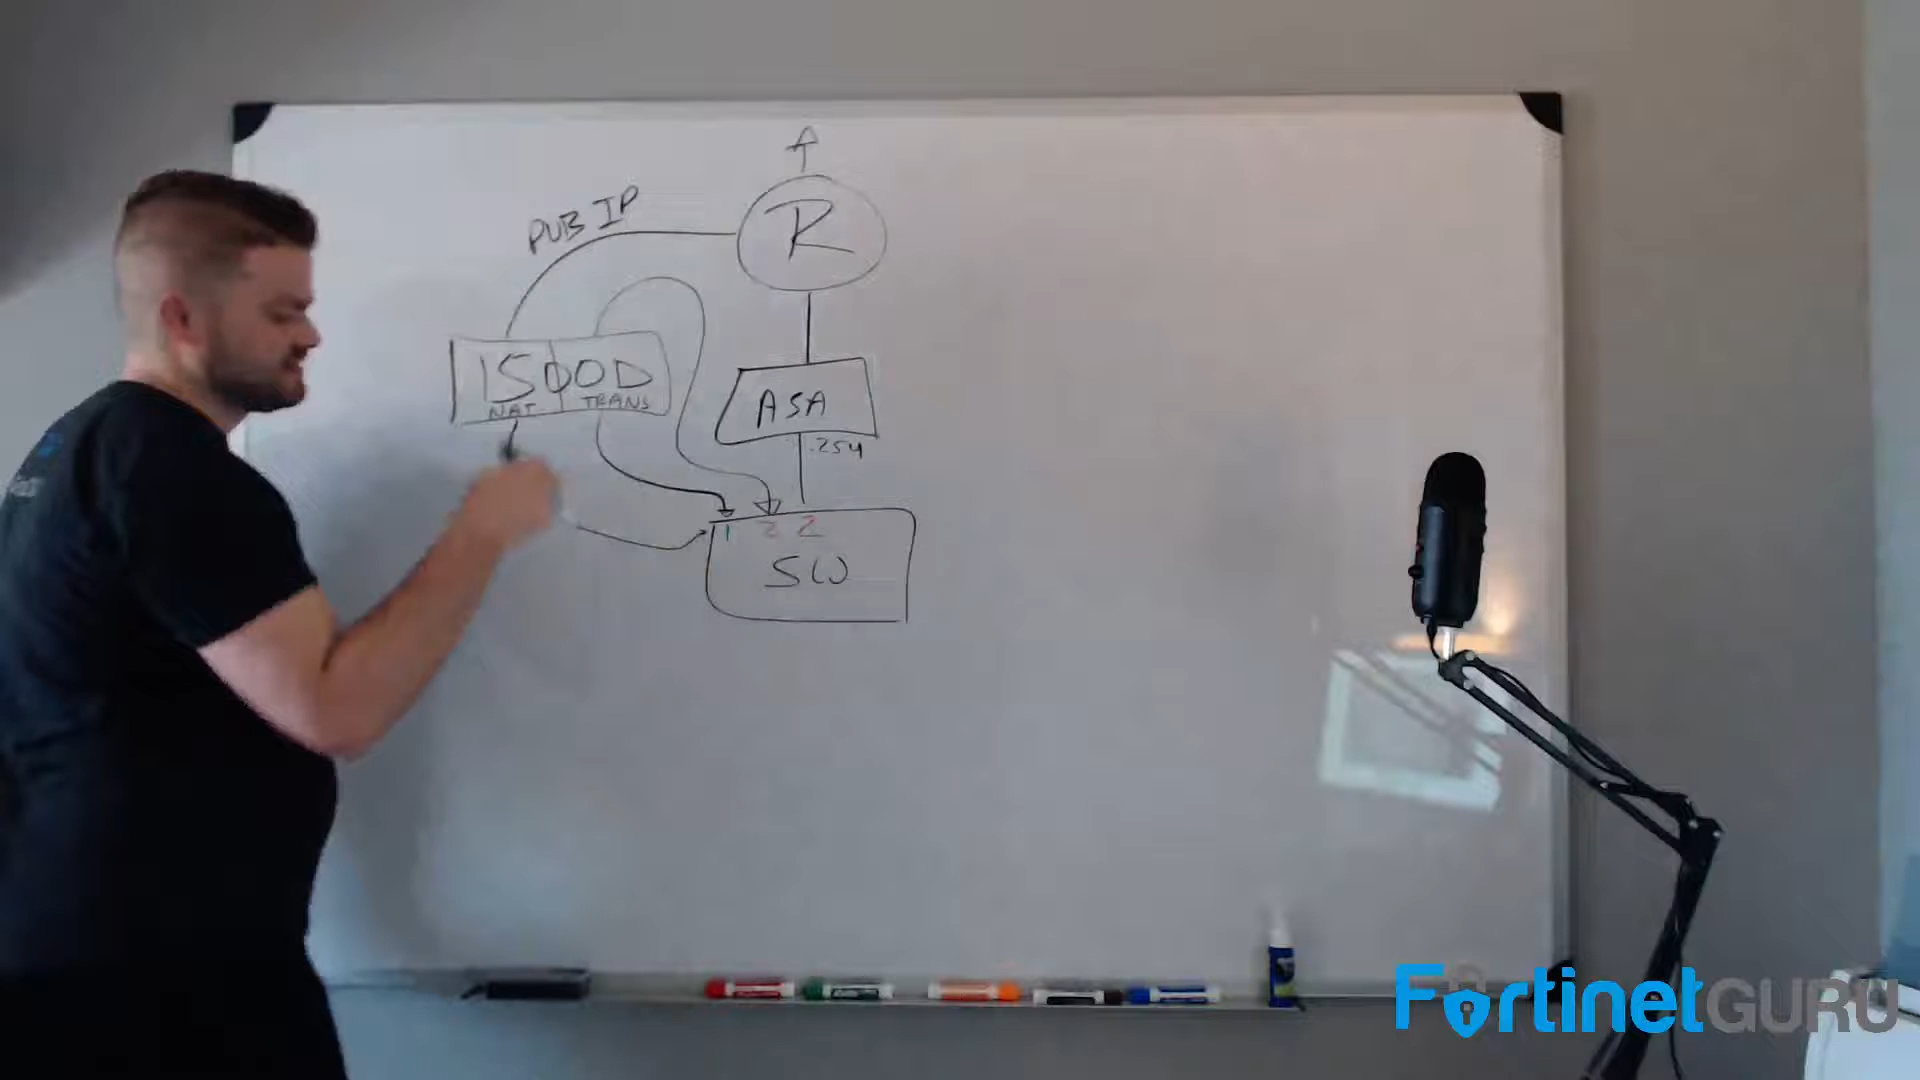 PUB IP
R
1500D
NAT TRANS
ASA
.254
1 2 2
SW
FortinetGURU